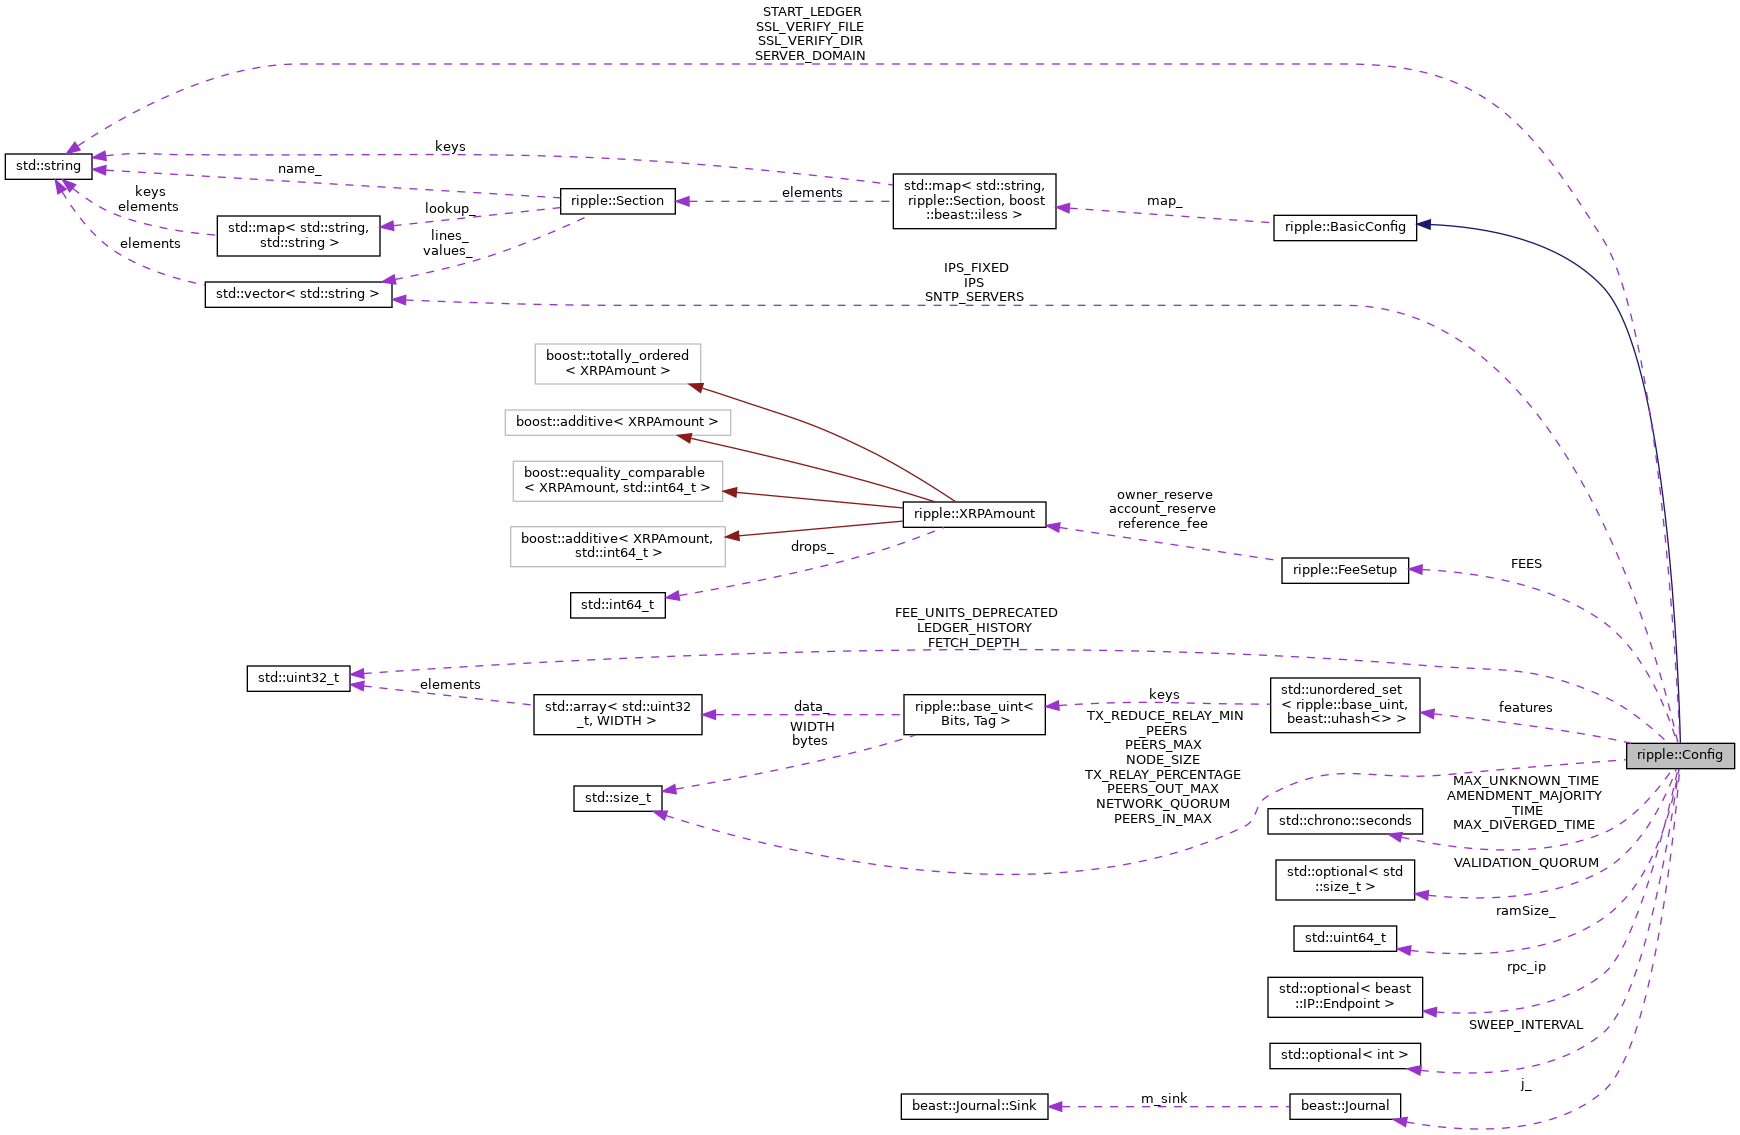 START_LEDGER
SSL_VERIFY_FILE
SSL_VERIFY_DIR
SERVER_DOMAIN
keys
std::string
name_
keys
elements
lookup_
ripple::Section
elements
std::map< std::string,
ripple::Section, boost
::beast::iless >
map_
ripple::BasicConfig
std::map< std::string,
std::string >
lines_
values_
elements
std::vector< std::string >
IPS_FIXED
IPS
SNTP_SERVERS
boost::totally_ordered
< XRPAmount >
boost::additive< XRPAmount >
boost::equality_comparable
< XRPAmount, std::int64_t >
boost::additive< XRPAmount,
std::int64_t >
ripple::XRPAmount
owner_reserve
account_reserve
reference_fee
drops_
ripple::FeeSetup
FEES
std::int64_t
FEE_UNITS_DEPRECATED
LEDGER_HISTORY
FETCH_DEPTH
std::uint32_t
elements
std::array< std::uint32
_t, WIDTH >
data_
WIDTH
bytes
ripple::base_uint<
Bits, Tag >
keys
std::unordered_set
< ripple::base_uint,
beast::uhash<> >
features
TX_REDUCE_RELAY_MIN
_PEERS
PEERS_MAX
NODE_SIZE
TX_RELAY_PERCENTAGE
PEERS_OUT_MAX
NETWORK_QUORUM
PEERS_IN_MAX
ripple::Config
std::size_t
MAX_UNKNOWN_TIME
AMENDMENT_MAJORITY
_TIME
MAX_DIVERGED_TIME
std::chrono::seconds
VALIDATION_QUORUM
std::optional< std
::size_t >
ramSize_
std::uint64_t
rpc_ip
std::optional< beast
::IP::Endpoint >
SWEEP_INTERVAL
std::optional< int >
j_
beast::Journal::Sink
m_sink
beast::Journal